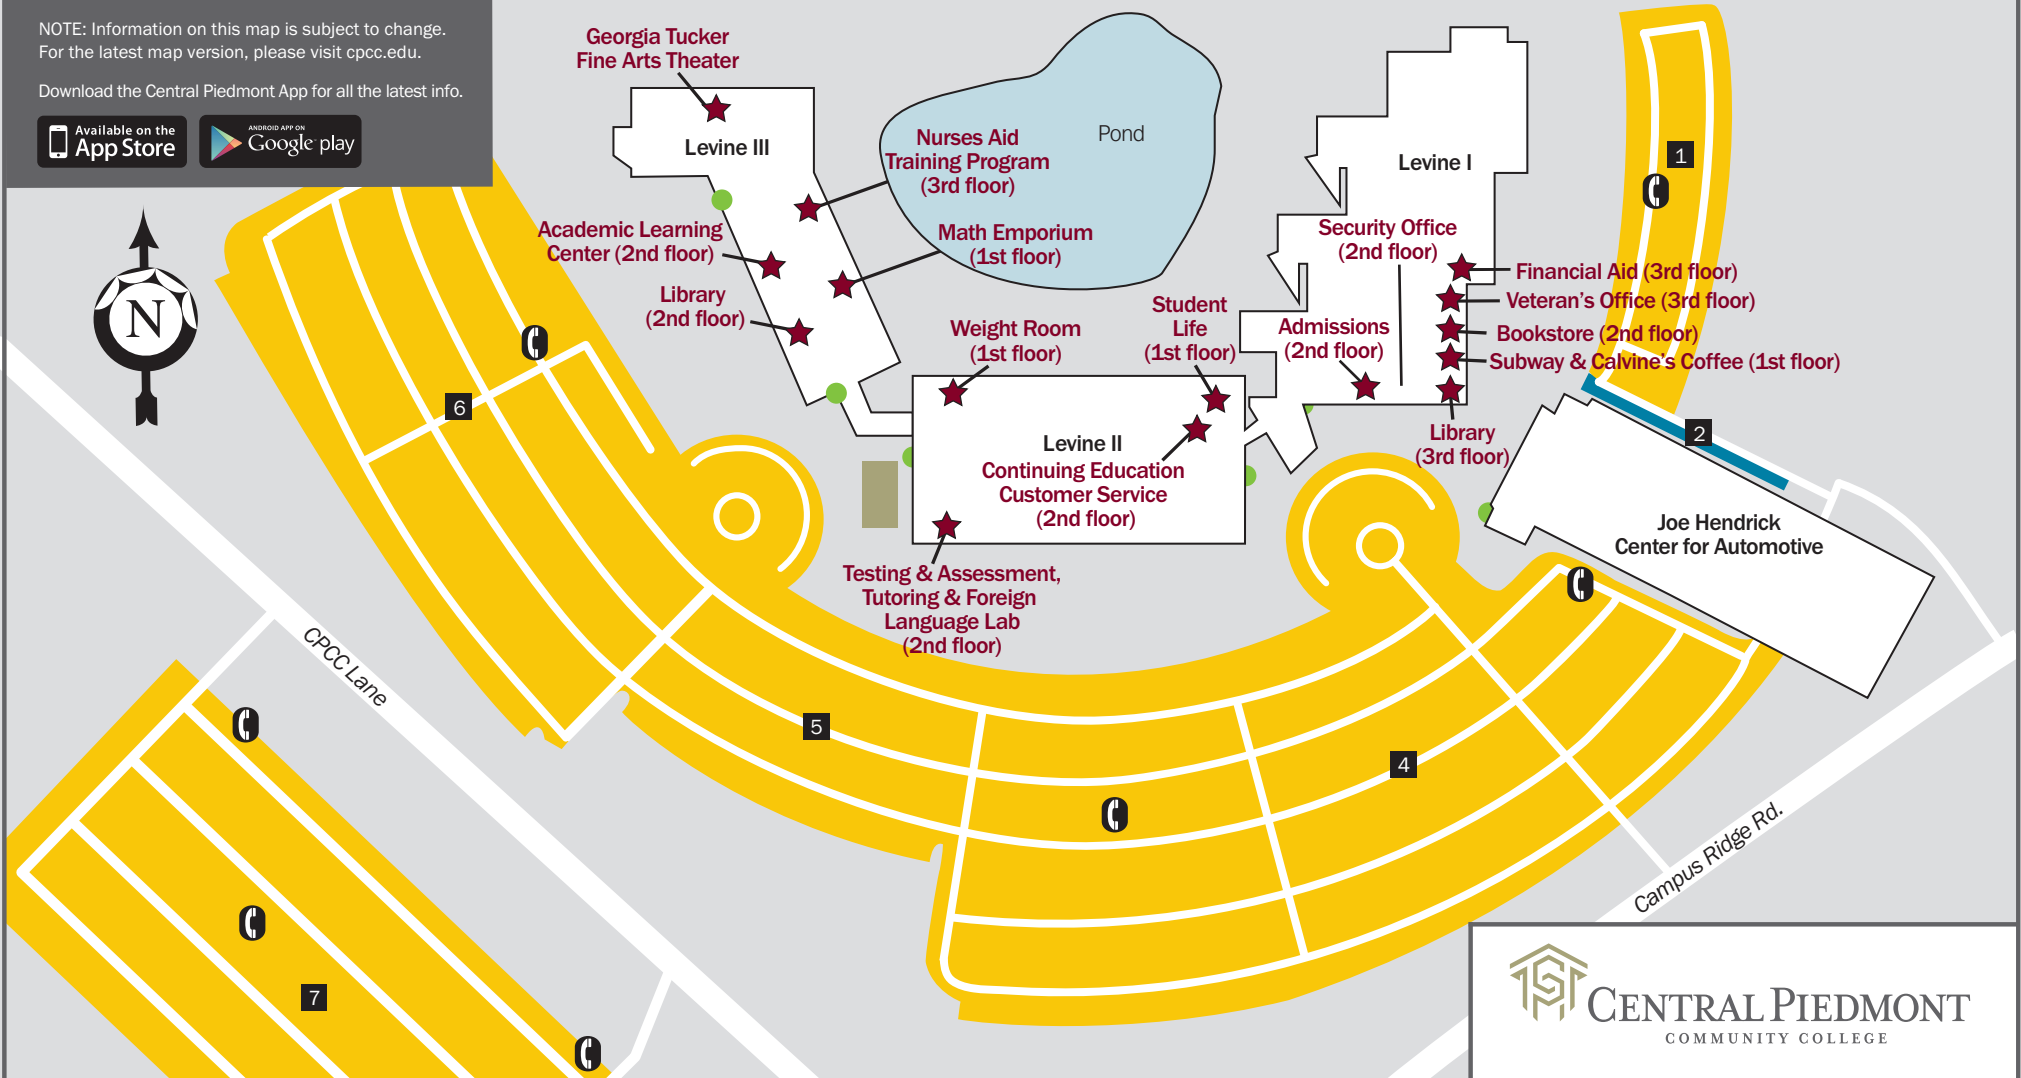 NOTE: Information on this map is subject to change.
For the latest map version, please visit cpcc.edu.
Download the Central Piedmont App for all the latest info.
Available on the
App Store
ANDROID APP ON
Google play
N
Georgia Tucker
Fine Arts Theater
Levine III
Nurses Aid
Training Program
(3rd floor)
Pond
Academic Learning
Center (2nd floor)
Math Emporium
(1st floor)
Library
(2nd floor)
Levine I
1
Security Office
(2nd floor)
Financial Aid (3rd floor)
Veteran’s Office (3rd floor)
Bookstore (2nd floor)
Subway & Calvine’s Coffee (1st floor)
Student
Life
(1st floor)
Admissions
(2nd floor)
Weight Room
(1st floor)
Library
(3rd floor)
2
6
Levine II
Continuing Education
Customer Service
(2nd floor)
Joe Hendrick
Center for Automotive
Testing & Assessment,
Tutoring & Foreign
Language Lab
(2nd floor)
CPCC Lane
5
4
Campus Ridge Rd.
7
CENTRAL PIEDMONT
COMMUNITY COLLEGE